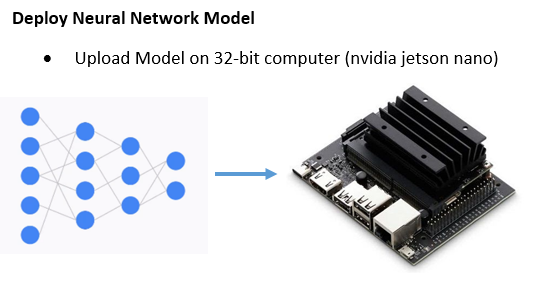 Deploy Neural Network Model
• Upload Model on 32-bit computer (nvidia jetson nano)